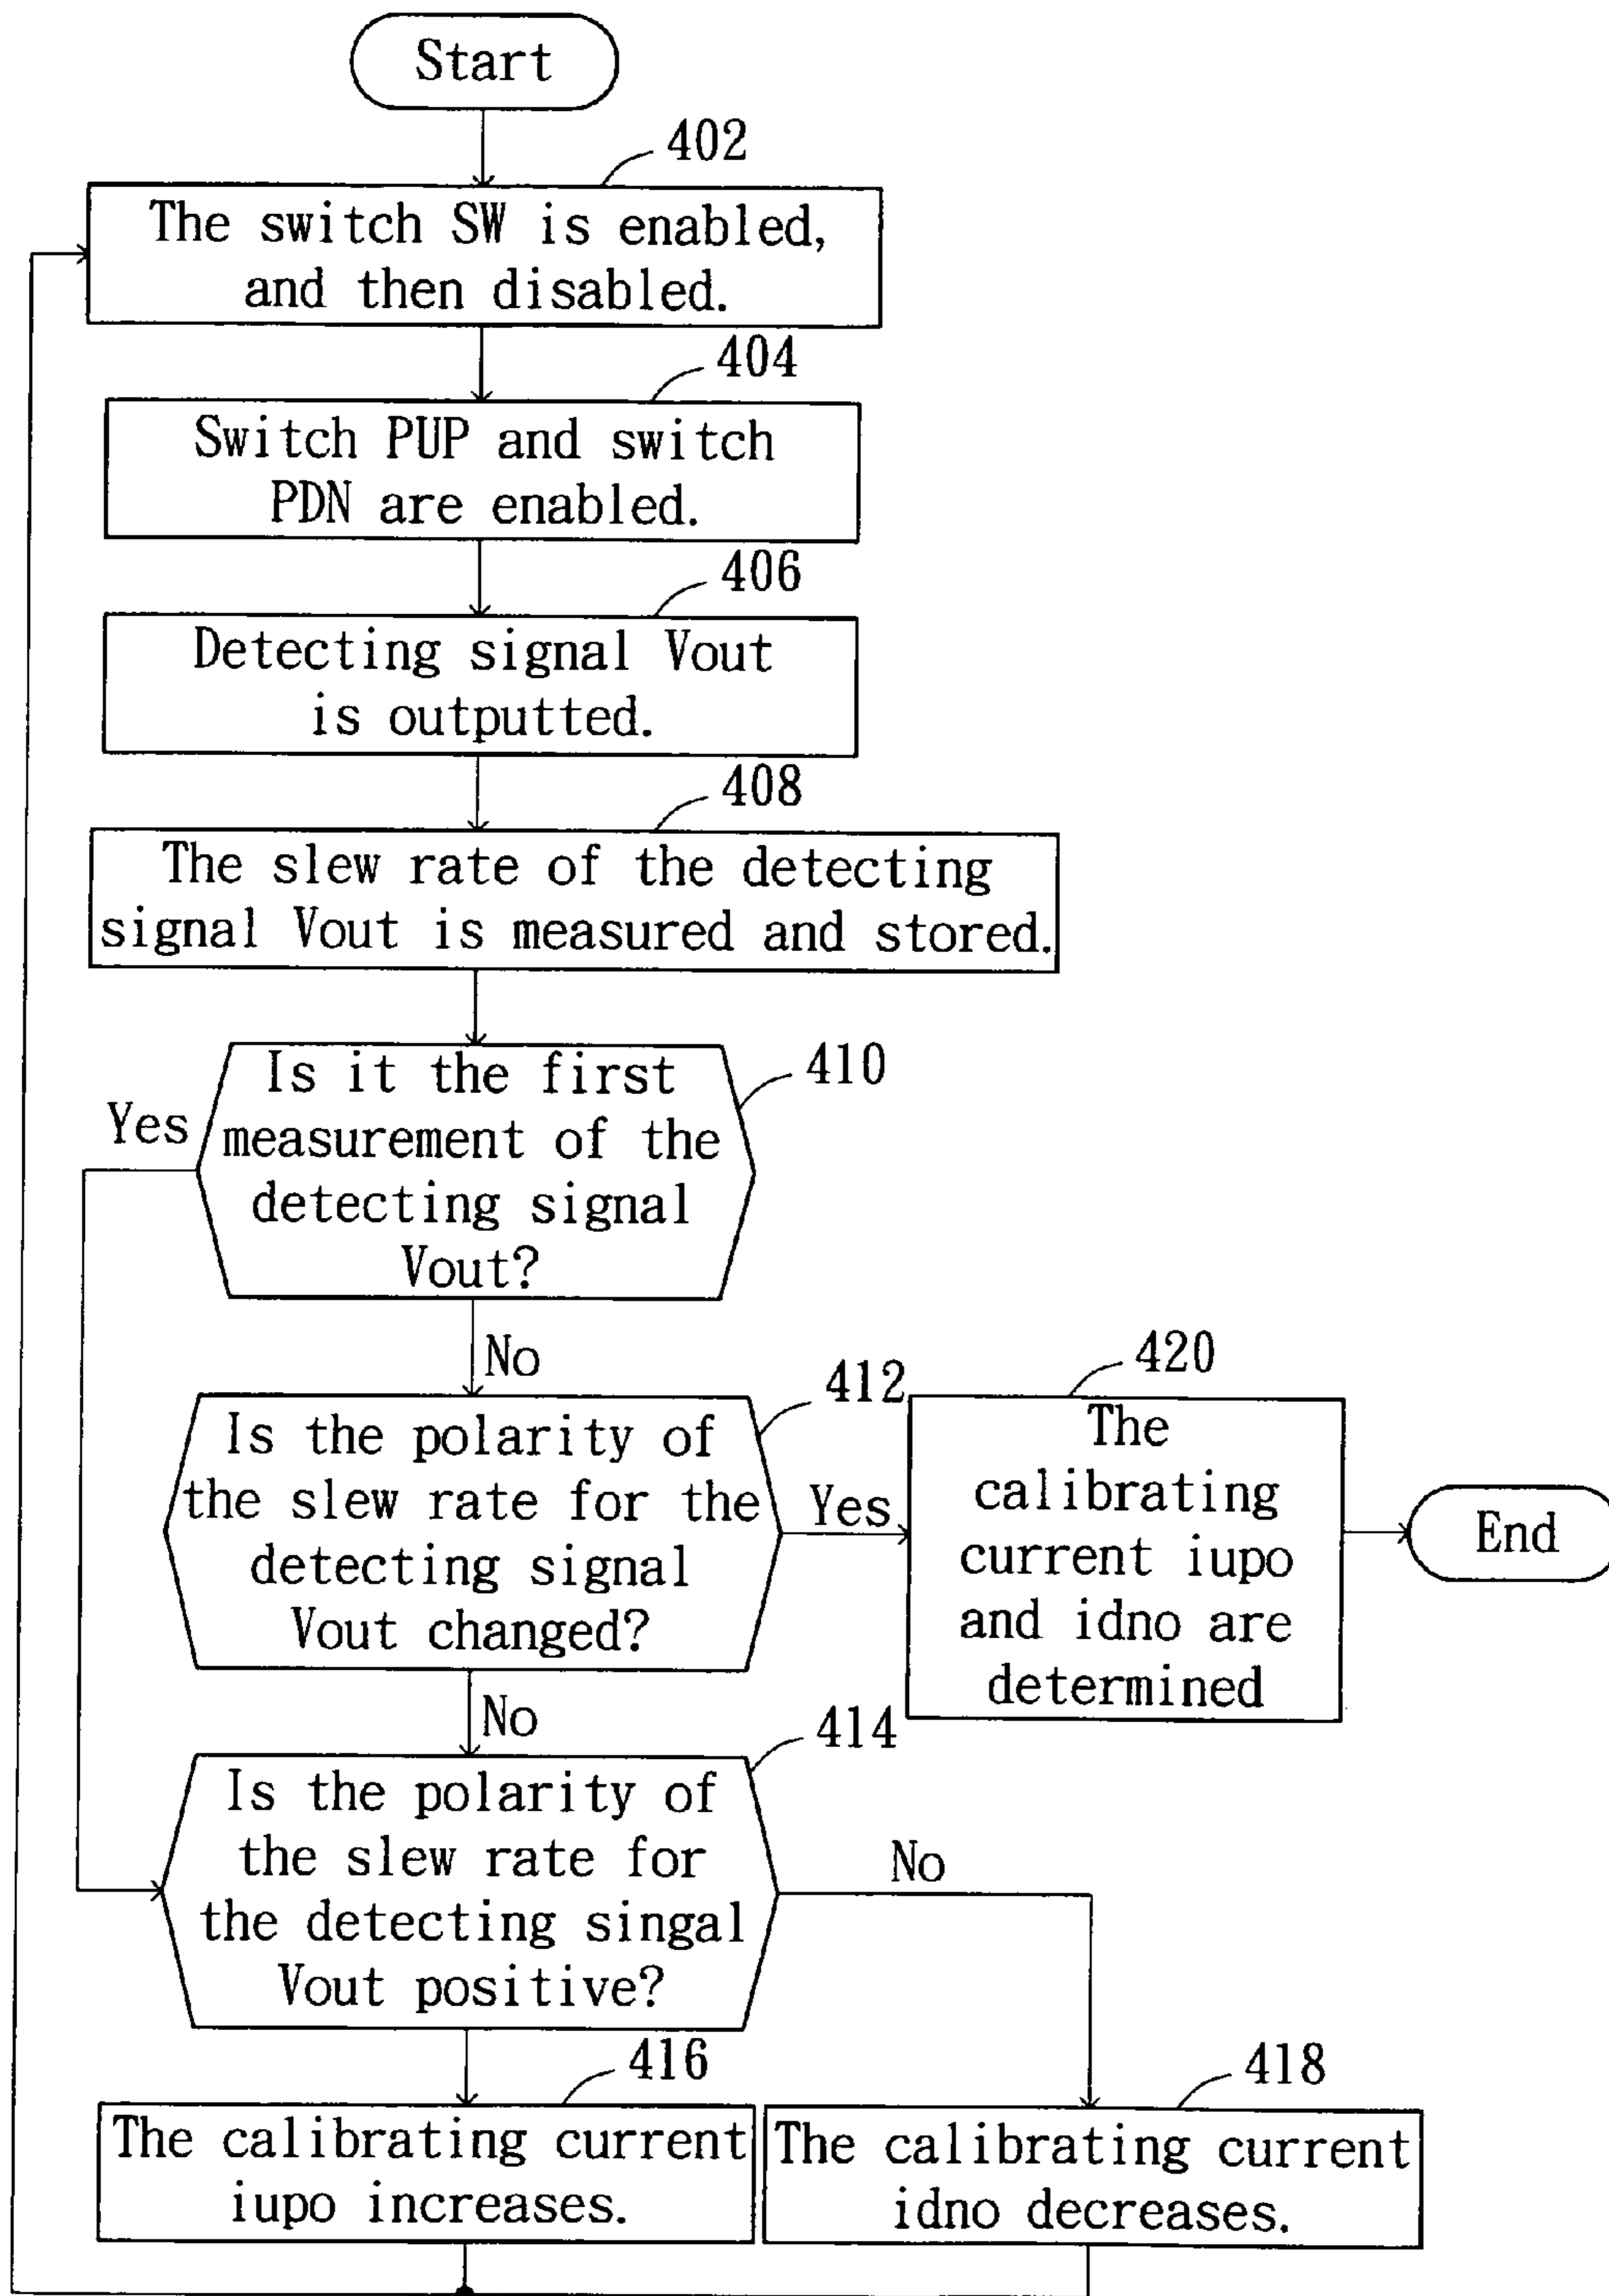 Start
402
The switch SW is enabled,
and then disabled.
404
Switch PUP and switch
PDN are enabled.
406
Detecting signal Vout
is outputted.
408
The slew rate of the detecting
signal Vout is measured and stored.
410
Is it the first
measurement of the
detecting signal
Vout?
Yes
No
412
Is the polarity of
the slew rate for the
detecting signal
Vout changed?
Yes
420
The
calibrating
current iupo
and idno are
determined
End
No
414
Is the polarity of
the slew rate for
the detecting singal
Vout positive?
No
416
The calibrating current
iupo increases.
418
The calibrating current
idno decreases.